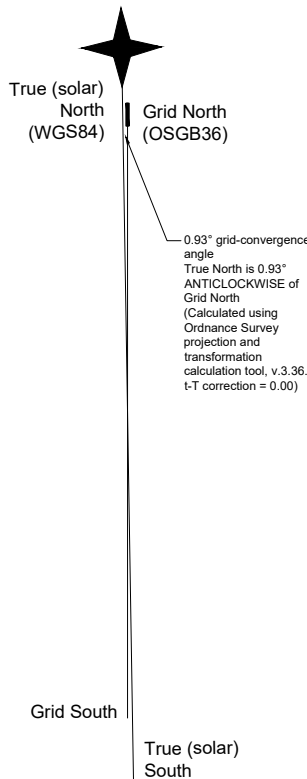 True (solar)
North
(WGS84)
Grid North
(OSGB36)
0.93° grid-convergence
angle
True North is 0.93°
ANTICLOCKWISE of
Grid North
(Calculated using
Ordnance Survey
projection and
transformation
calculation tool, v.3.36.
t-T correction = 0.00)
Grid South
True (solar)
South